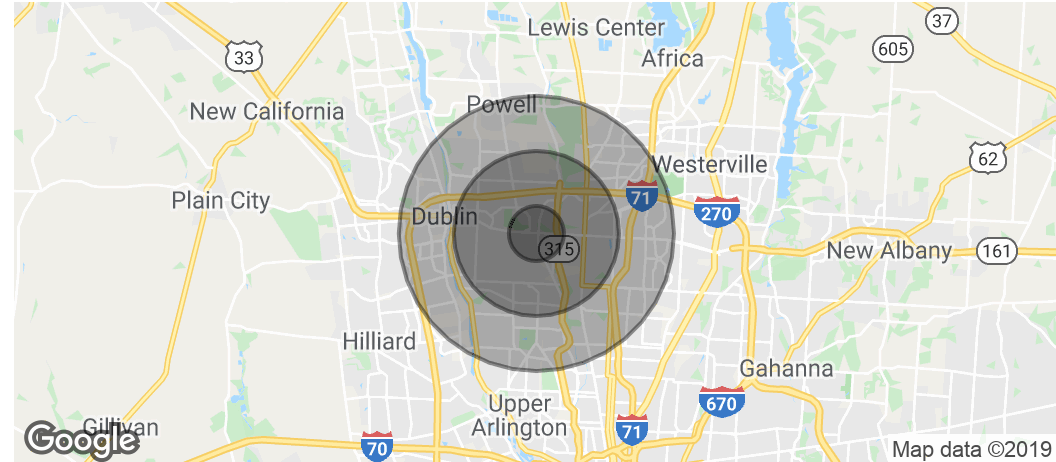 Lewis Center
37
605
33
Africa
New California
Powell
62
Westerville
Plain City
71
270
Dublin
315
New Albany
161
Hilliard
Gahanna
670
Upper
Arlington
71
Gillivan
Google
70
Map data ©2019